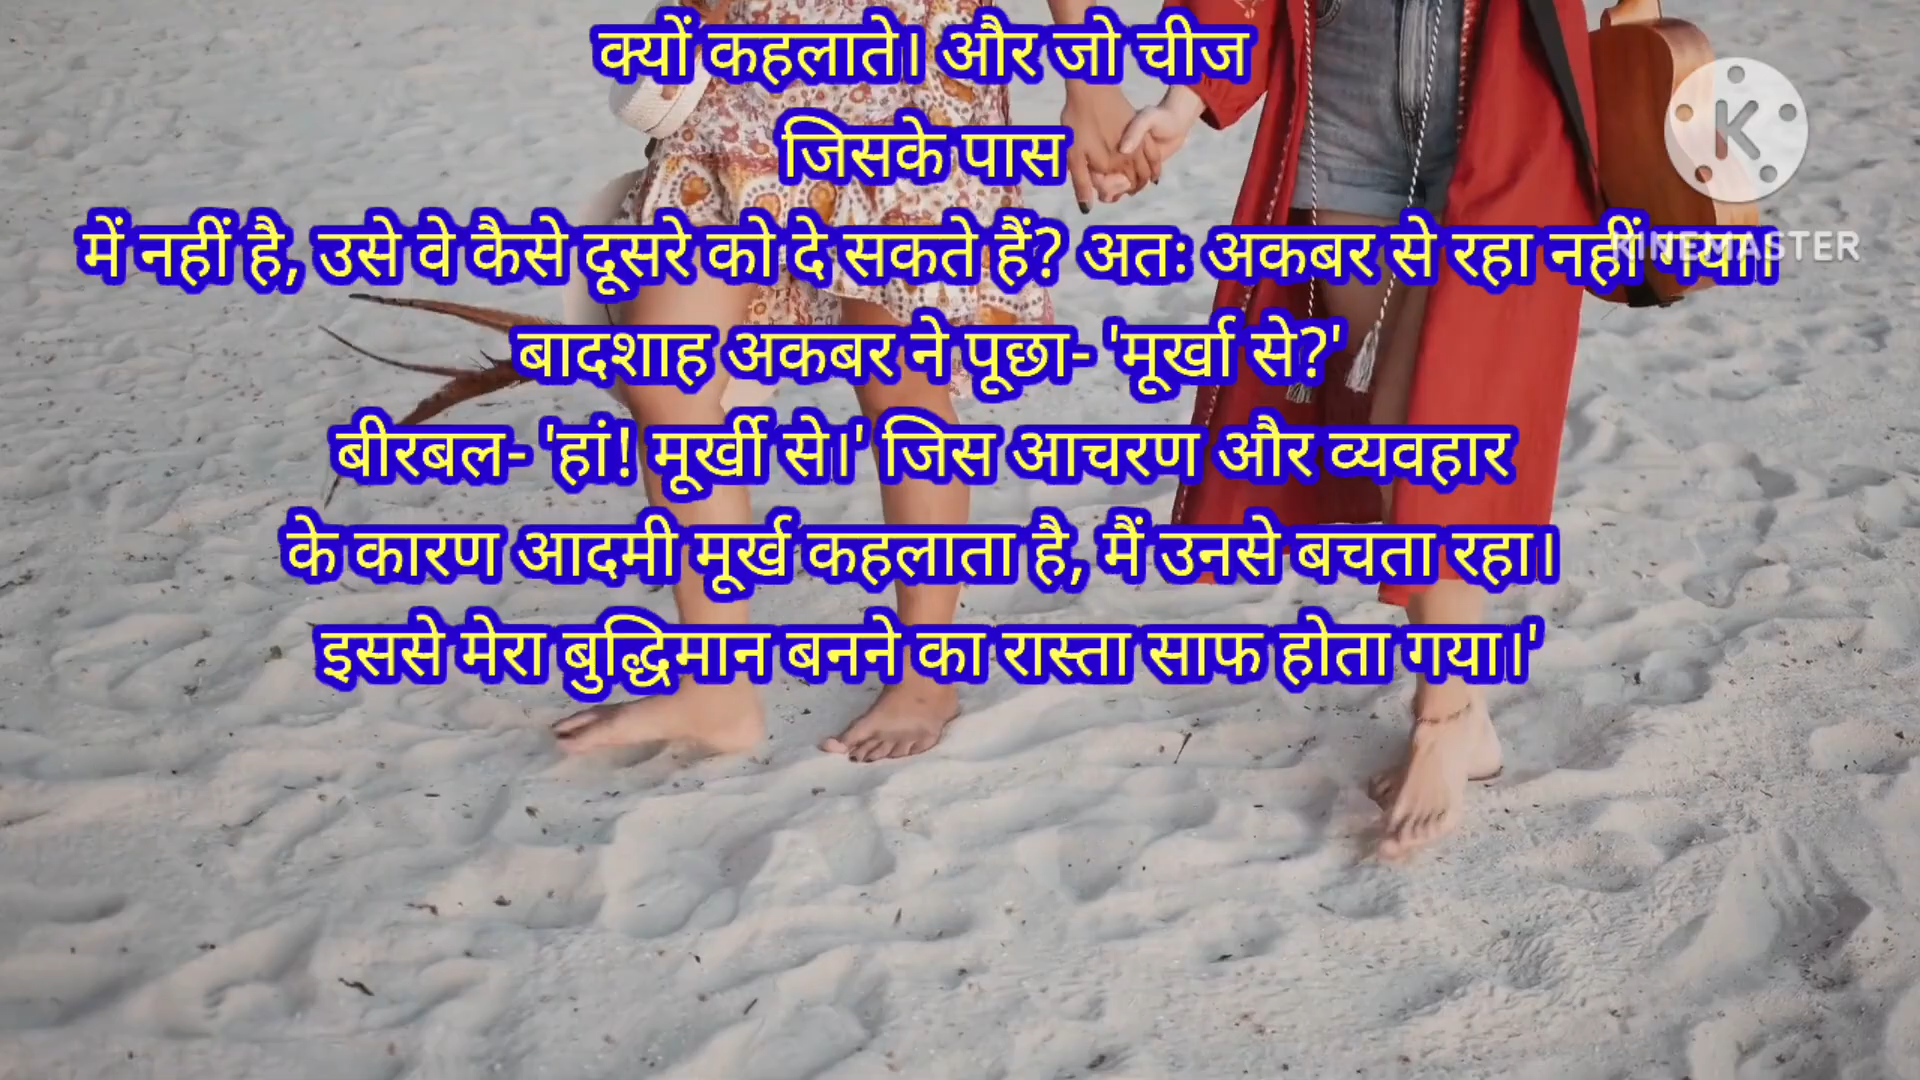 क्यों कहलाते। और जो चीज
जिसके पास
में नहीं है, उसे वे कैसे दूसरे को दे सकते हैं? अतः अकबर से रहा नहीं गया।
बादशाह अकबर ने पूछा- 'मूर्खा से?'
बीरबल- 'हां! मूर्खी से।' जिस आचरण और व्यवहार
के कारण आदमी मूर्ख कहलाता है, मैं उनसे बचता रहा।
इससे मेरा बुद्धिमान बनने का रास्ता साफ होता गया।'
K
KINEMASTER